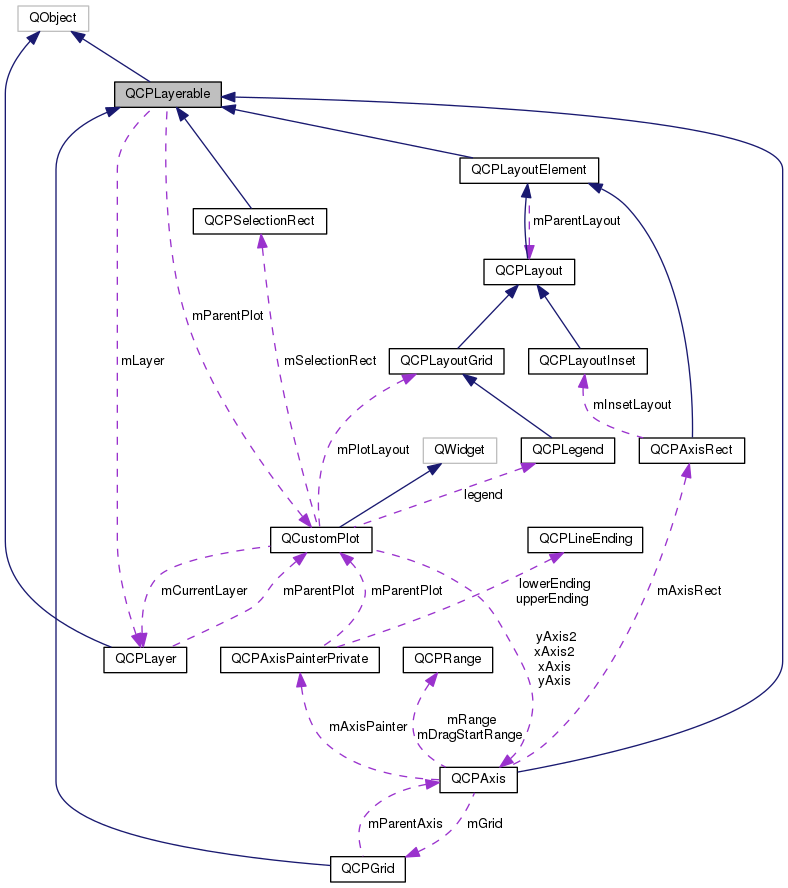 QObject
QCPLayerable
QCPLayoutElement
QCPSelectionRect
mParentLayout
QCPLayout
mParentPlot
mLayer
mSelectionRect
QCPLayoutGrid
QCPLayoutInset
mInsetLayout
mPlotLayout
QWidget
QCPLegend
QCPAxisRect
legend
QCustomPlot
QCPLineEnding
mCurrentLayer
mParentPlot
mParentPlot
lowerEnding
upperEnding
mAxisRect
yAxis2
xAxis2
xAxis
yAxis
QCPLayer
QCPAxisPainterPrivate
QCPRange
mAxisPainter
mRange
mDragStartRange
QCPAxis
mParentAxis
mGrid
QCPGrid